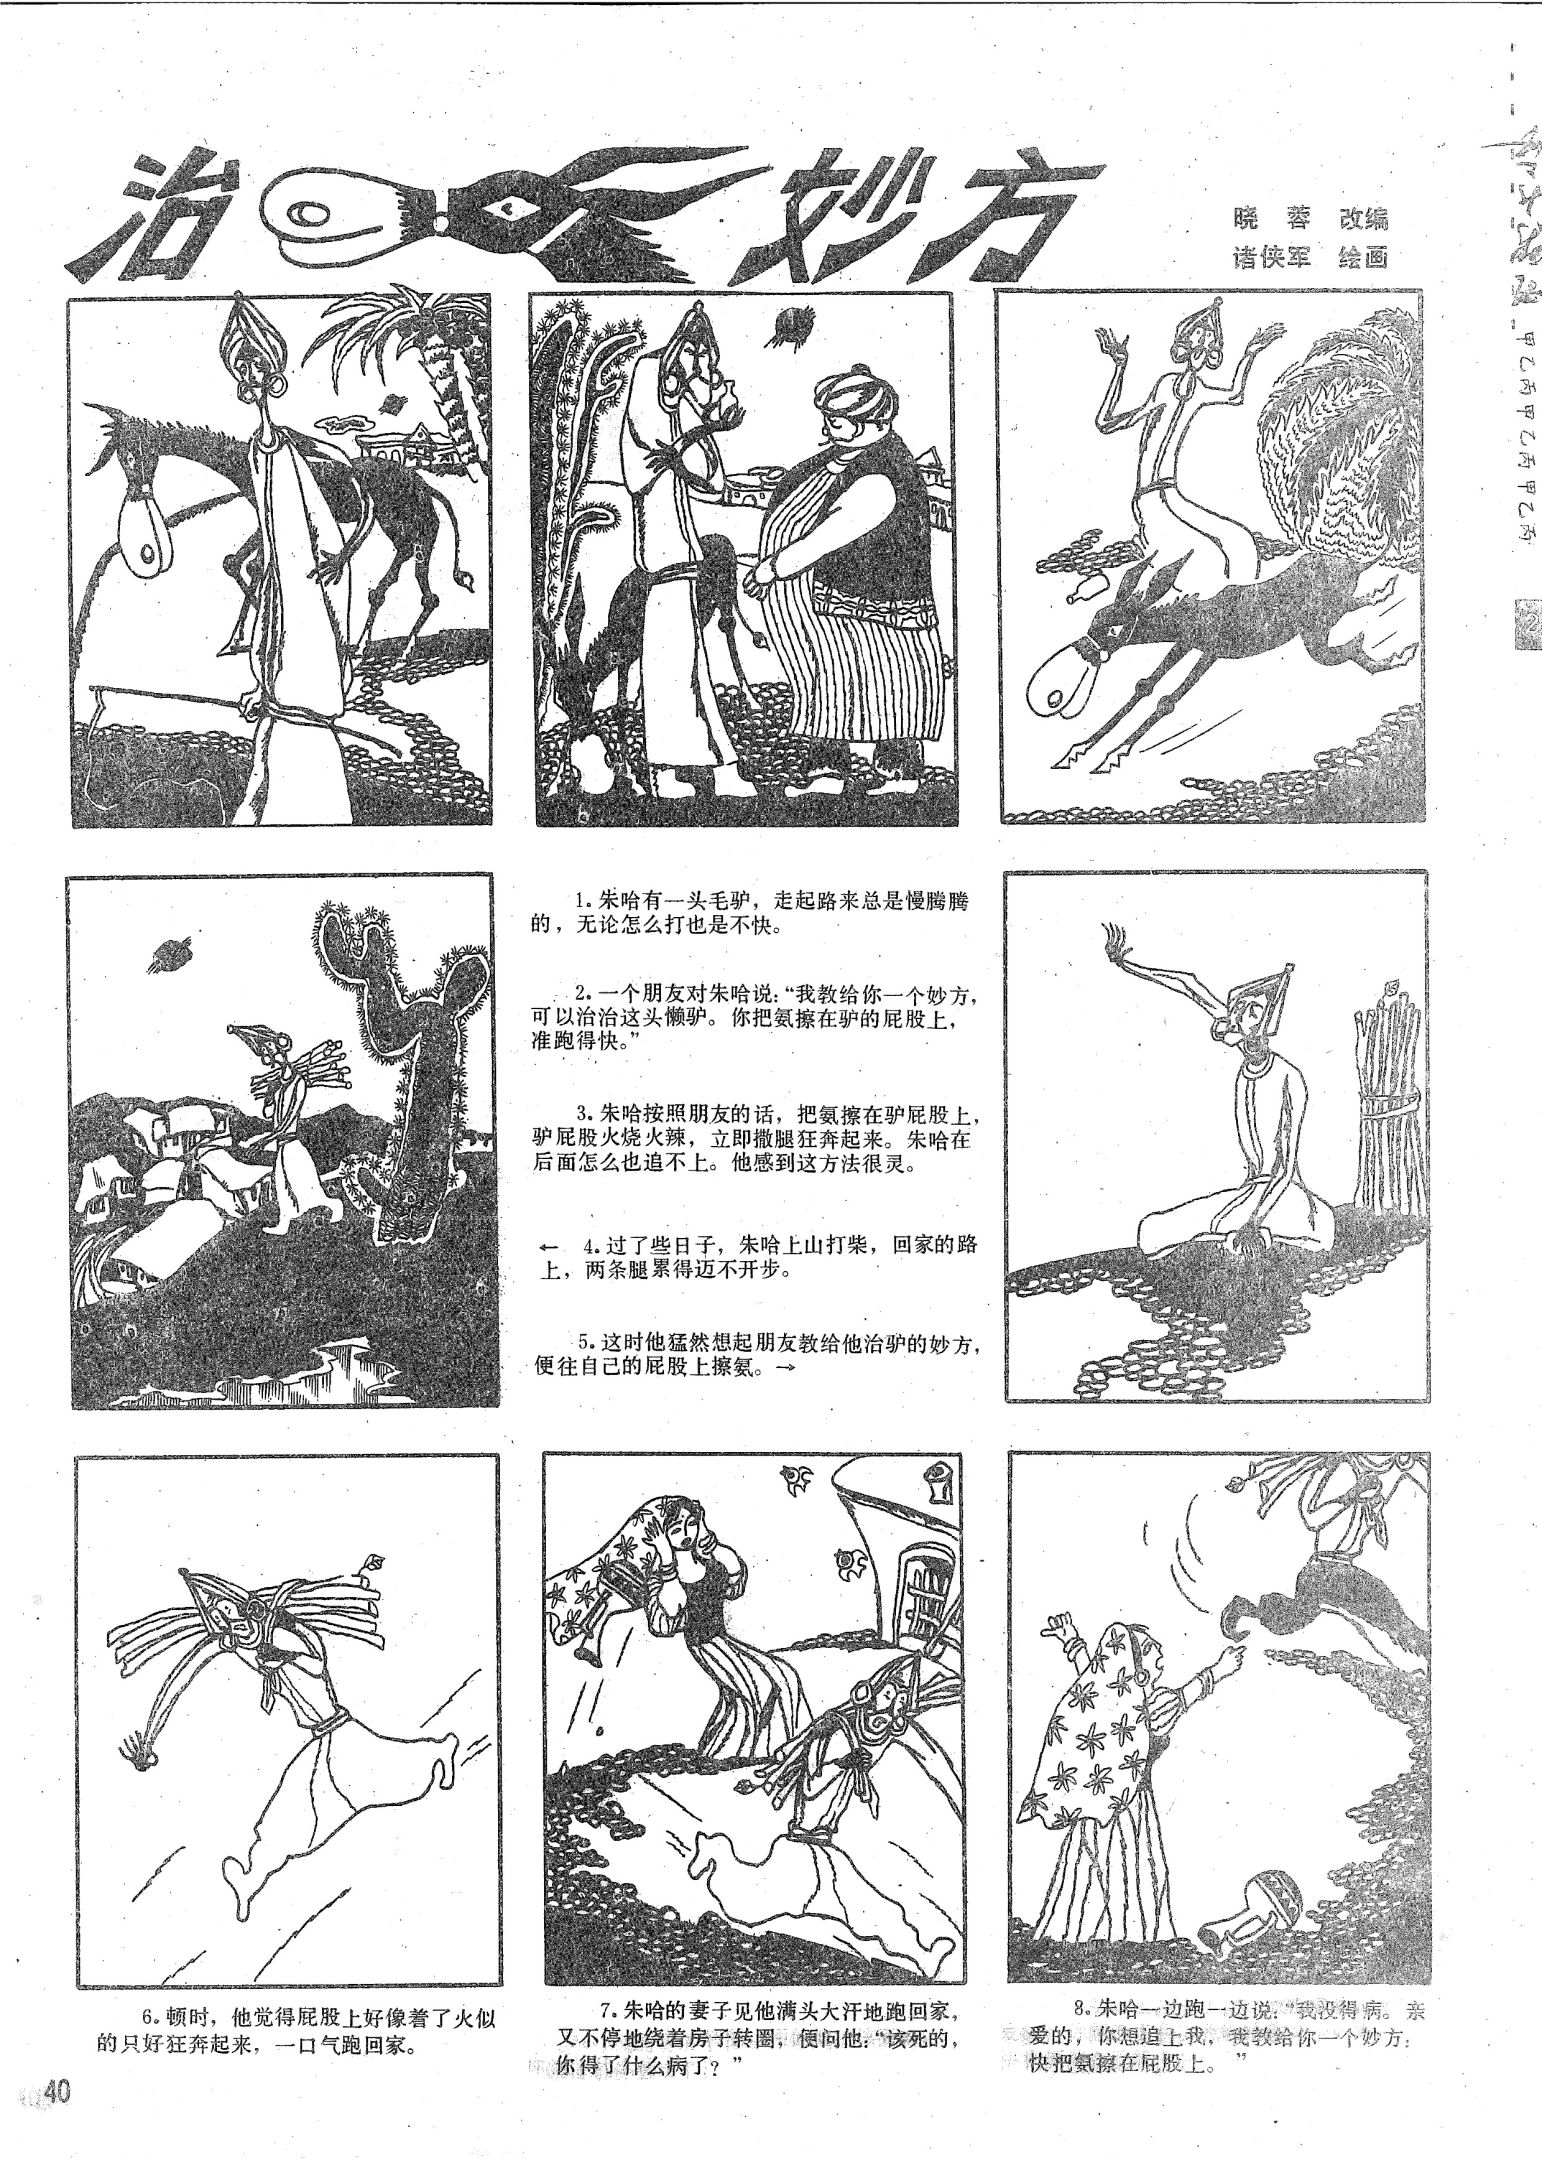 治 妙方
晓 蓉 改编
诸侠军 绘画
1.朱哈有一头毛驴，走起路来总是慢腾腾
的，无论怎么打也是不快。
2.一个朋友对朱哈说：“我教给你一个妙方，
可以治治这头懒驴。你把氨擦在驴的屁股上，
准跑得快。”
3.朱哈按照朋友的话，把氨擦在驴屁股上，
驴屁股火烧火辣，立即撒腿狂奔起来。朱哈在
后面怎么也追不上。他感到这方法很灵。
← 4.过了些日子，朱哈上山打柴，回家的路
上，两条腿累得迈不开步。
5.这时他猛然想起朋友教给他治驴的妙方，
便往自己的屁股上擦氨。→
6.顿时，他觉得屁股上好像着了火似
的只好狂奔起来，一口气跑回家。
7.朱哈的妻子见他满头大汗地跑回家，
又不停地绕着房子转圈，便问他：“该死的，
你得了什么病了？”
8.朱哈一边跑一边说：“我没得病。亲
爱的，你想追上我，我教给你一个妙方：
快把氨擦在屁股上。”
40
甲乙丙甲乙丙甲乙丙
2